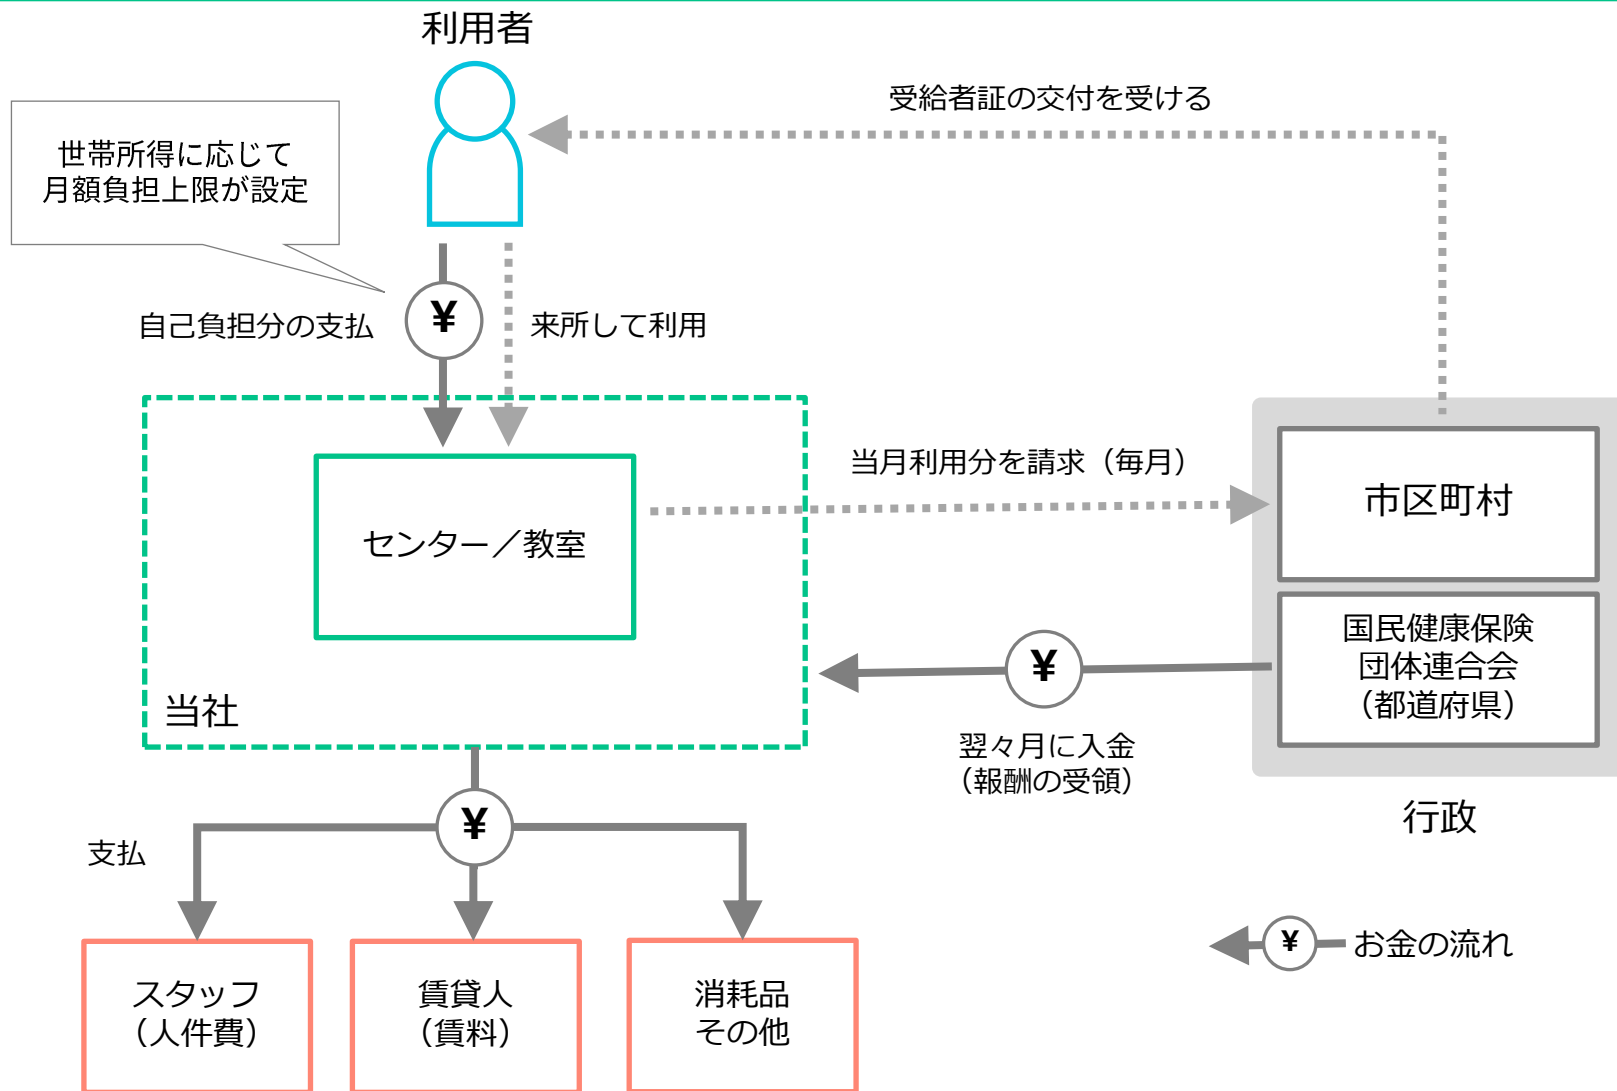 利用者
受給者証の交付を受ける
世帯所得に応じて
月額負担上限が設定
¥
自己負担分の支払
来所して利用
当月利用分を請求（毎月）
市区町村
センター／教室
国民健康保険
団体連合会
（都道府県）
¥
当社
翌々月に入金
（報酬の受領）
行政
¥
支払
¥
お金の流れ
スタッフ
（人件費）
賃貸人
（賃料）
消耗品
その他